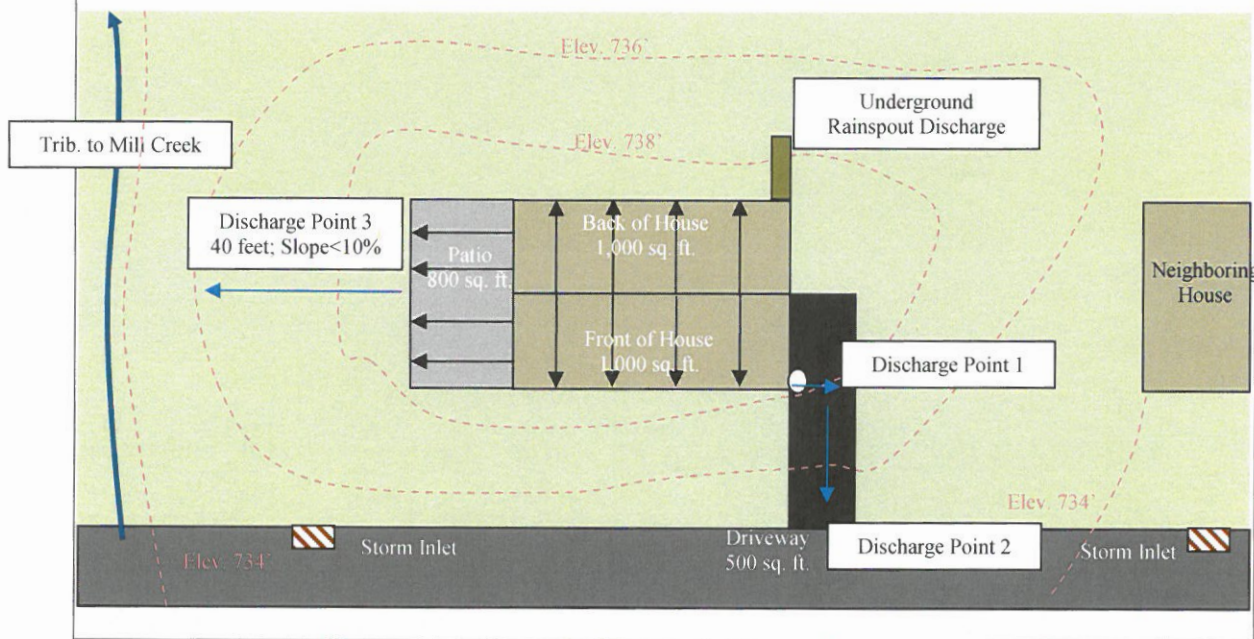 Elev. 736'
Underground
Rainspout Discharge
Trib. to Mill Creek
Elev. 738'
Discharge Point 3
40 feet; Slope<10%
Back of House
1,000 sq. ft.
Patio
800 sq. ft.
Neighboring
House
Front of House
1,000 sq. ft.
Discharge Point 1
Elev. 734'
Driveway
500 sq. ft.
Discharge Point 2
Storm Inlet
Storm Inlet
Elev. 734'